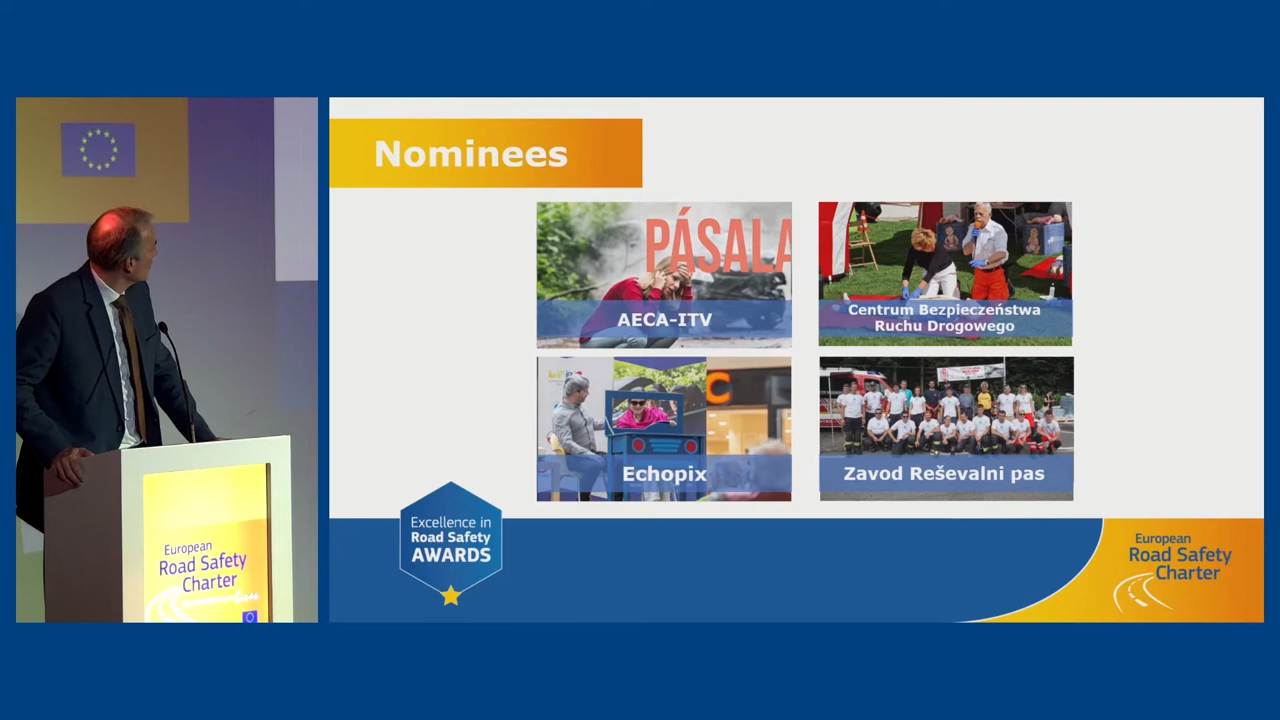 Nominees
PÁSALA
AECA-ITV
Centrum Bezpieczeństwa
Ruchu Drogowego
Echopix
Zavod Reševalni pas
Excellence in
Road Safety
AWARDS
European
Road Safety
Charter
European
Road Safety
Charter